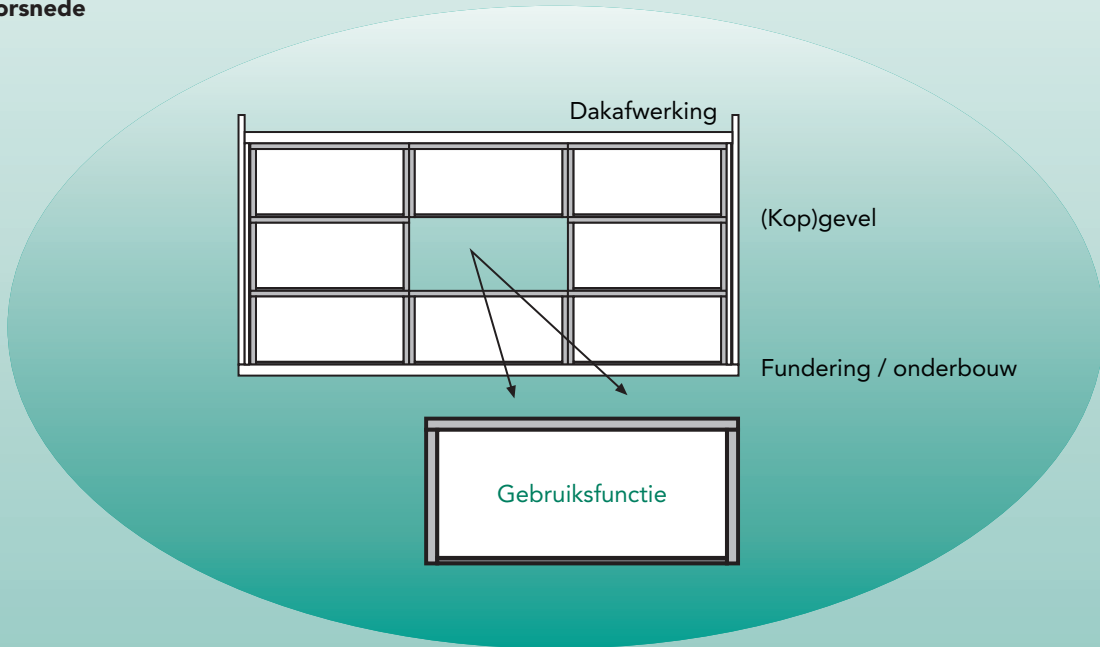 orsnede
Dakafwerking
(Kop)gevel
Fundering / onderbouw
Gebruiksfunctie